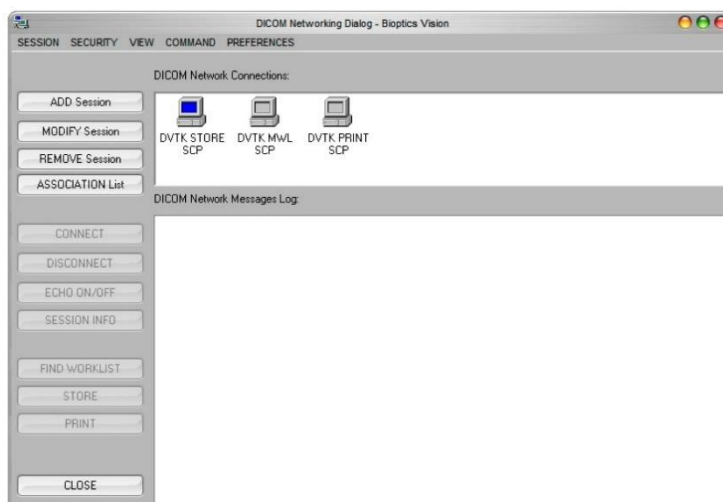 DICOM Networking Dialog - Bioptics Vision
SESSION SECURITY VIEW COMMAND PREFERENCES
DICOM Network Connections:
ADD Session
MODIFY Session
REMOVE Session
ASSOCIATION List
DVTK STORE SCP
DVTK MWL SCP
DVTK PRINT SCP
DICOM Network Messages Log:
CONNECT
DISCONNECT
ECHO ON/OFF
SESSION INFO
FIND WORKLIST
STORE
PRINT
CLOSE